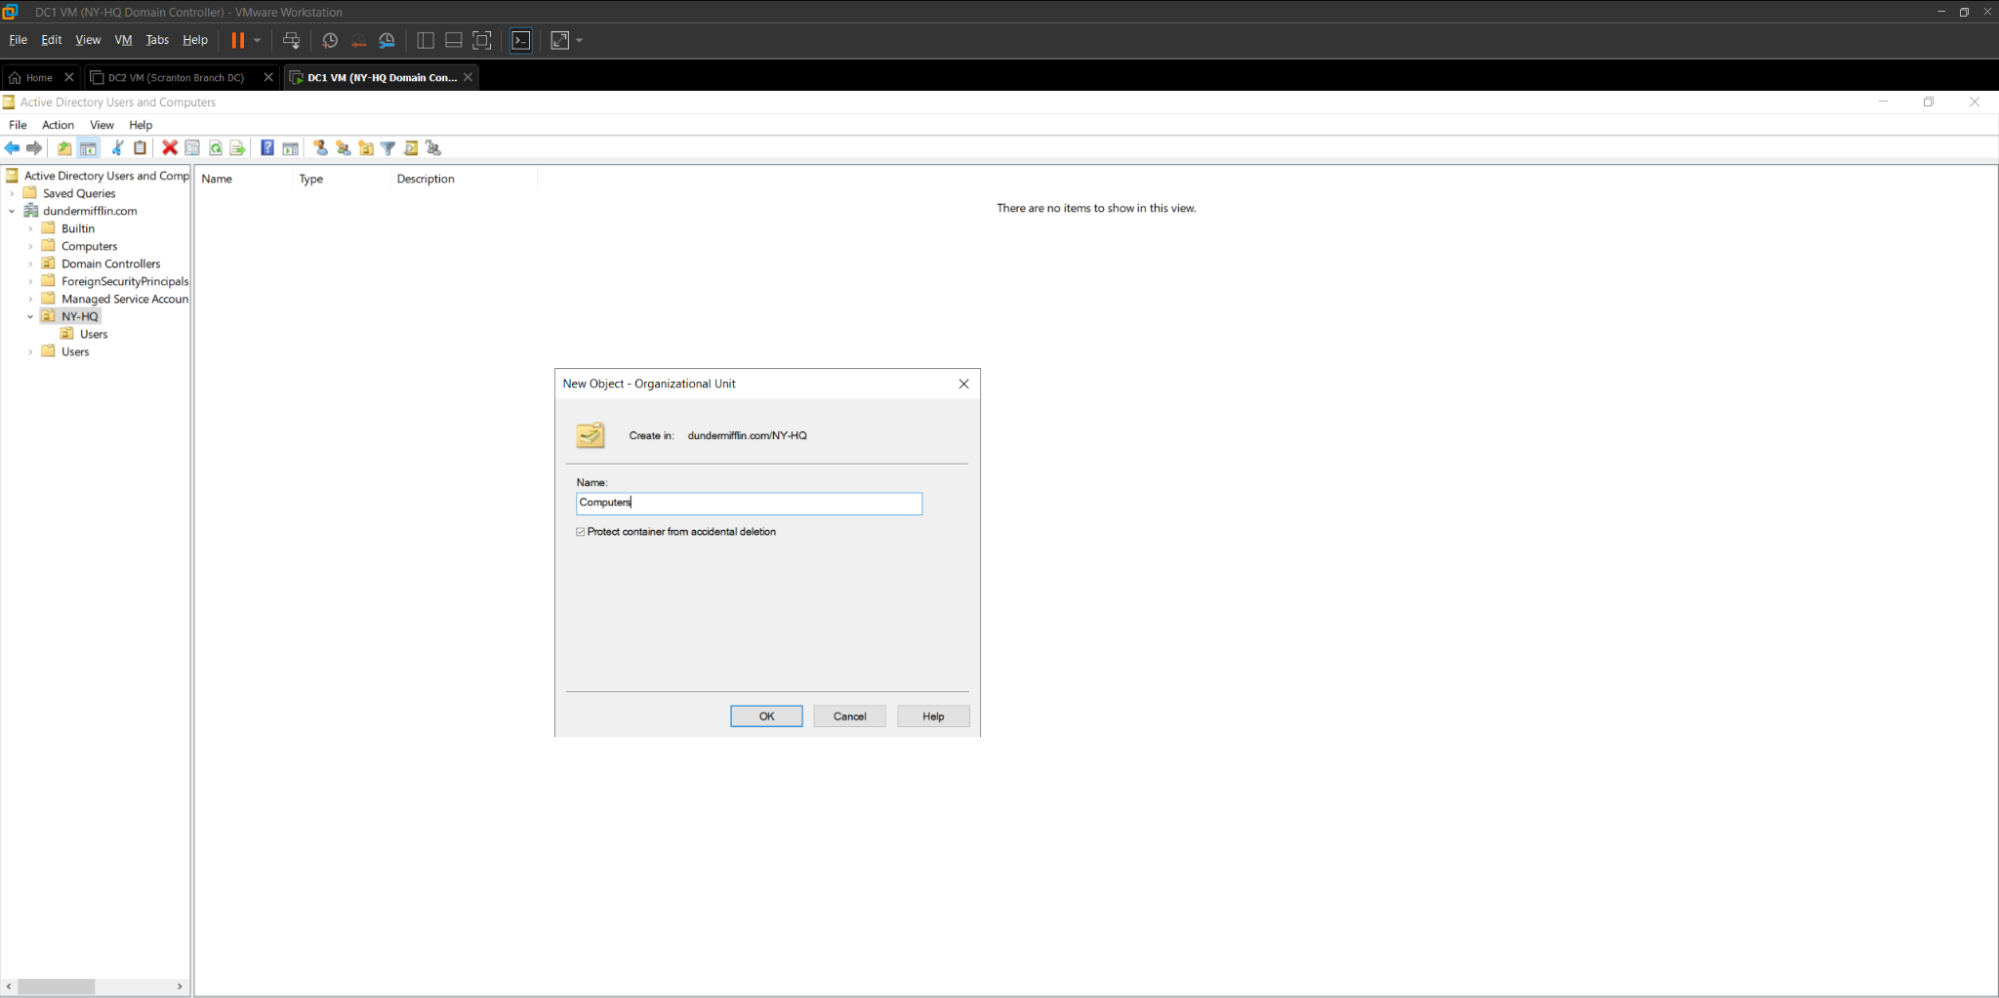 DC1 VM (NY-HQ Domain Controller) - VMware Workstation
File Edit View VM Tabs Help
Home DC2 VM (Scranton Branch DC) DC1 VM (NY-HQ Domain Con...
Active Directory Users and Computers
File Action View Help
Active Directory Users and Comp
Saved Queries
dundermifflin.com
Builtin
Computers
Domain Controllers
ForeignSecurityPrincipals
Managed Service Accoun
NY-HQ
Users
Users
Name Type Description
There are no items to show in this view.
New Object - Organizational Unit
Create in: dundermifflin.com/NY-HQ
Name:
Computers
Protect container from accidental deletion
OK Cancel Help